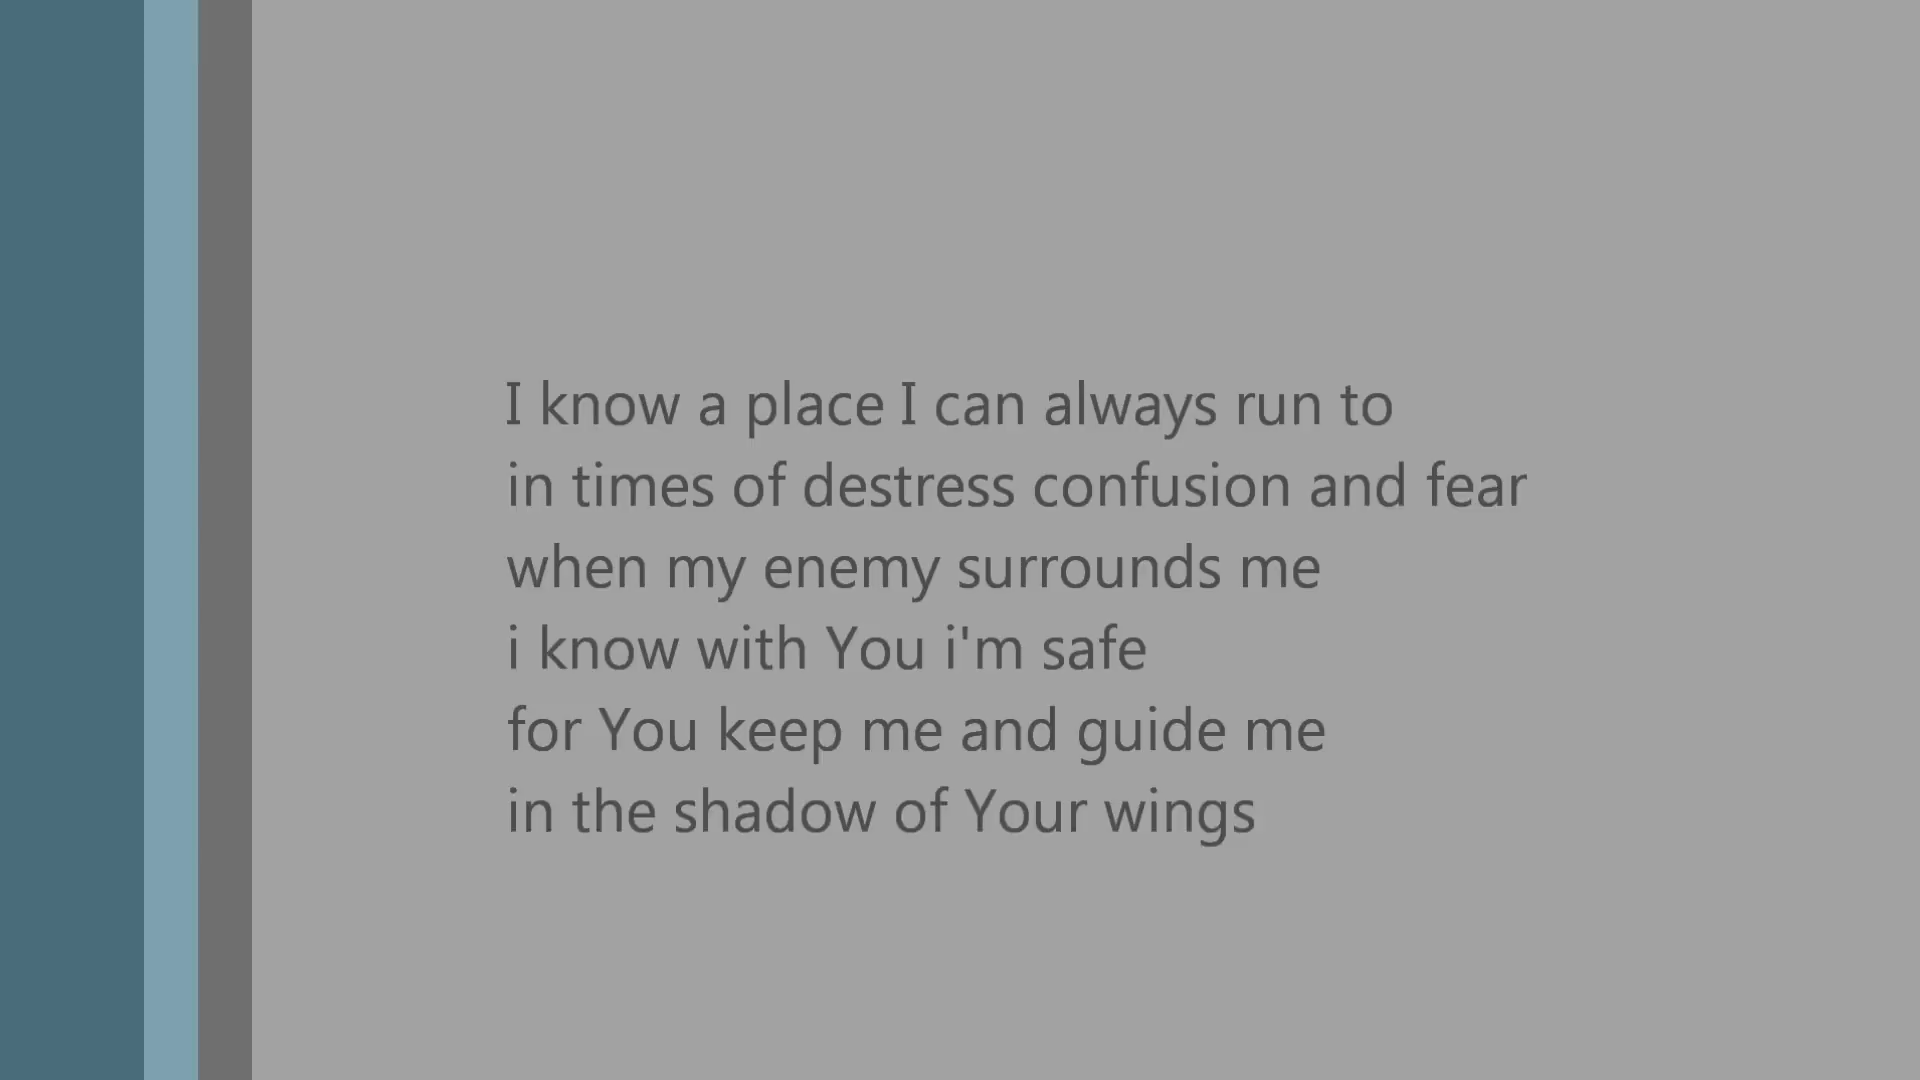 I know a place I can always run to
in times of destress confusion and fear
when my enemy surrounds me
i know with You i'm safe
for You keep me and guide me
in the shadow of Your wings